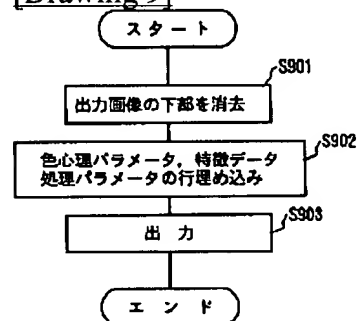 [Drawing 9]
スタート
S901
出力画像の下部を消去
S902
色心理パラメータ，特徴データ
処理パラメータの行埋め込み
S903
出力
エンド